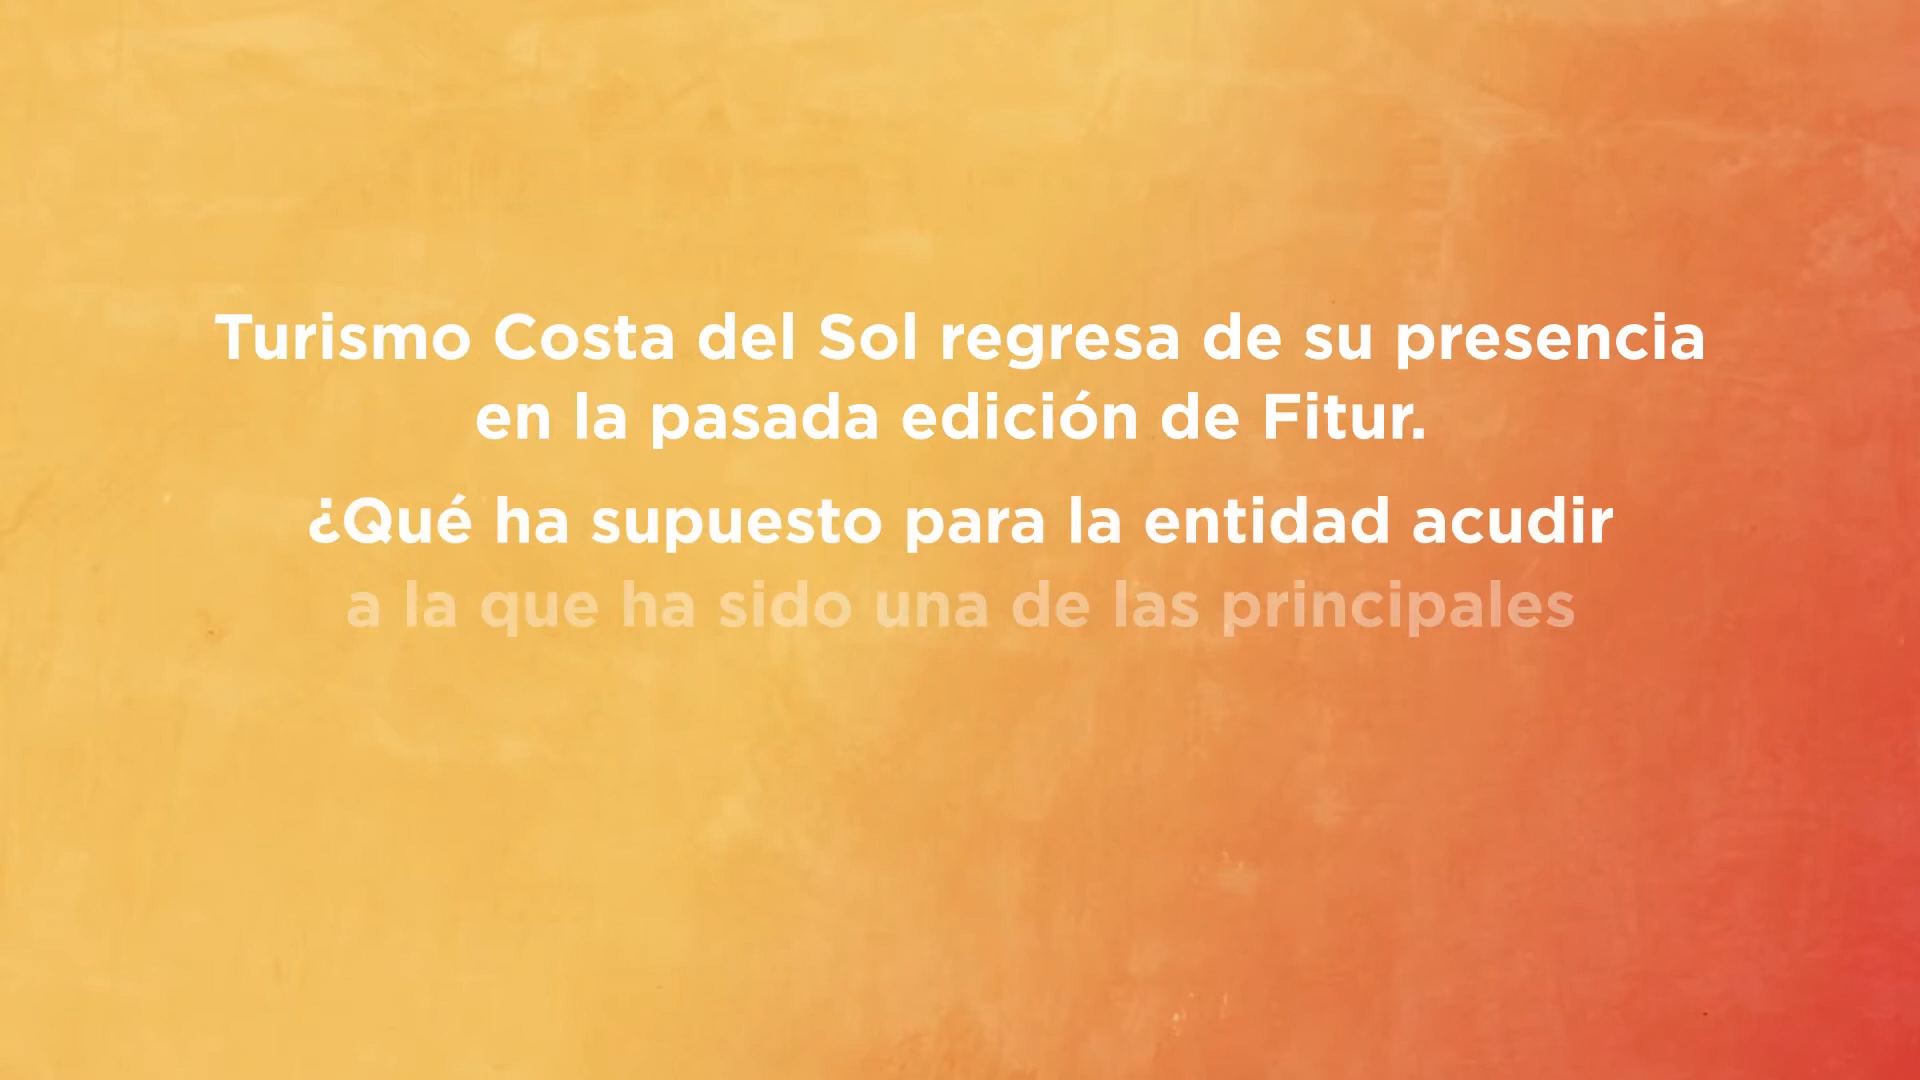 Turismo Costa del Sol regresa de su presencia
en la pasada edición de Fitur.
¿Qué ha supuesto para la entidad acudir
a la que ha sido una de las principales